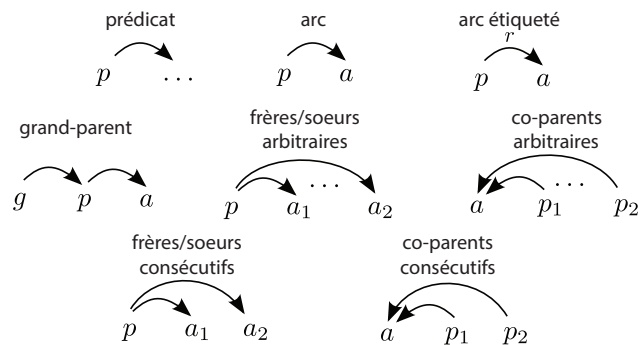 prédicat
arc
arc étiqueté
r
p ...
p a
p a
grand-parent
frères/soeurs
arbitraires
co-parents
arbitraires
...
...
g p a
p a1 a2
a p1 p2
frères/soeurs
consécutifs
co-parents
consécutifs
p a1 a2
a p1 p2